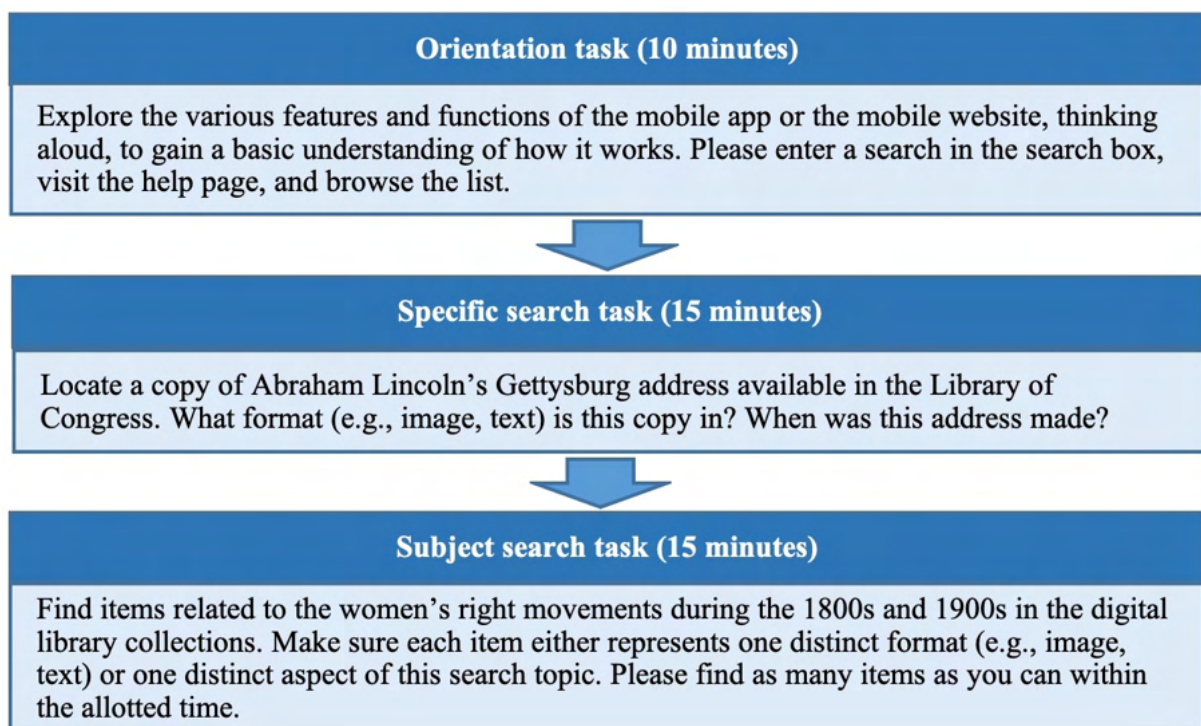 Orientation task (10 minutes)
Explore the various features and functions of the mobile app or the mobile website, thinking
aloud, to gain a basic understanding of how it works. Please enter a search in the search box,
visit the help page, and browse the list.
Specific search task (15 minutes)
Locate a copy of Abraham Lincoln’s Gettysburg address available in the Library of
Congress. What format (e.g., image, text) is this copy in? When was this address made?
Subject search task (15 minutes)
Find items related to the women’s right movements during the 1800s and 1900s in the digital
library collections. Make sure each item either represents one distinct format (e.g., image,
text) or one distinct aspect of this search topic. Please find as many items as you can within
the allotted time.